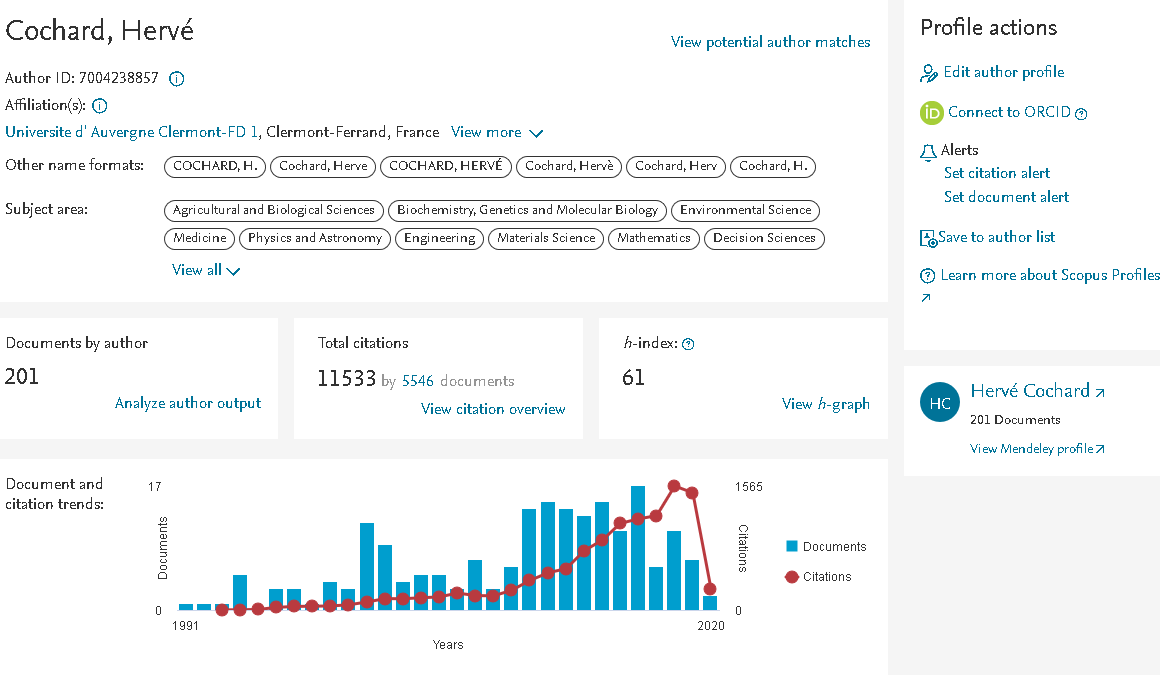 Cochard, Hervé
View potential author matches
Author ID: 7004238857
Affiliation(s):
Universite d' Auvergne Clermont-FD 1, Clermont-Ferrand, France View more
Other name formats: COCHARD, H. Cochard, Herve COCHARD, HERVÉ Cochard, Hervè Cochard, Herv Cochard, H.
Subject area: Agricultural and Biological Sciences Biochemistry, Genetics and Molecular Biology Environmental Science
Medicine Physics and Astronomy Engineering Materials Science Mathematics Decision Sciences
View all
Profile actions
Edit author profile
iD Connect to ORCID
Alerts
Set citation alert
Set document alert
Save to author list
Learn more about Scopus Profiles
Documents by author
201
Analyze author output
Total citations
11533 by 5546 documents
View citation overview
h-index:
61
View h-graph
HC
Hervé Cochard
201 Documents
View Mendeley profile
Document and
citation trends:
17
Documents
0
1991
2020
Years
1565
Citations
0
Documents
Citations